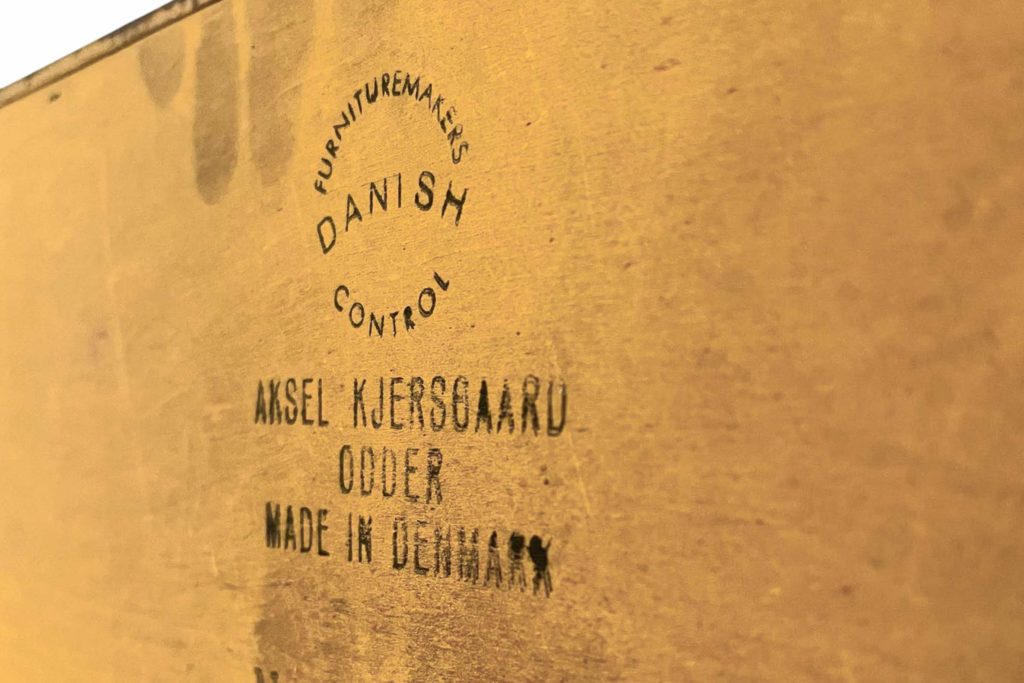 FURNITUREMAKERS
DANISH
CONTROL
AKSEL KJERSGAARD
ODDER
MADE IN DENMARK